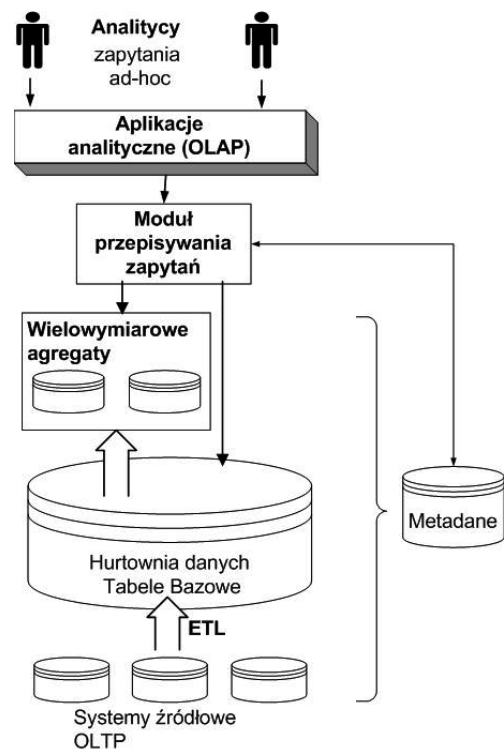 Analitycy
zapytania
ad-hoc
Aplikacje
analityczne (OLAP)
Moduł
przepisywania
zapytań
Wielowymiarowe
agregaty
Metadane
Hurtownia danych
Tabele Bazowe
ETL
Systemy źródłowe
OLTP